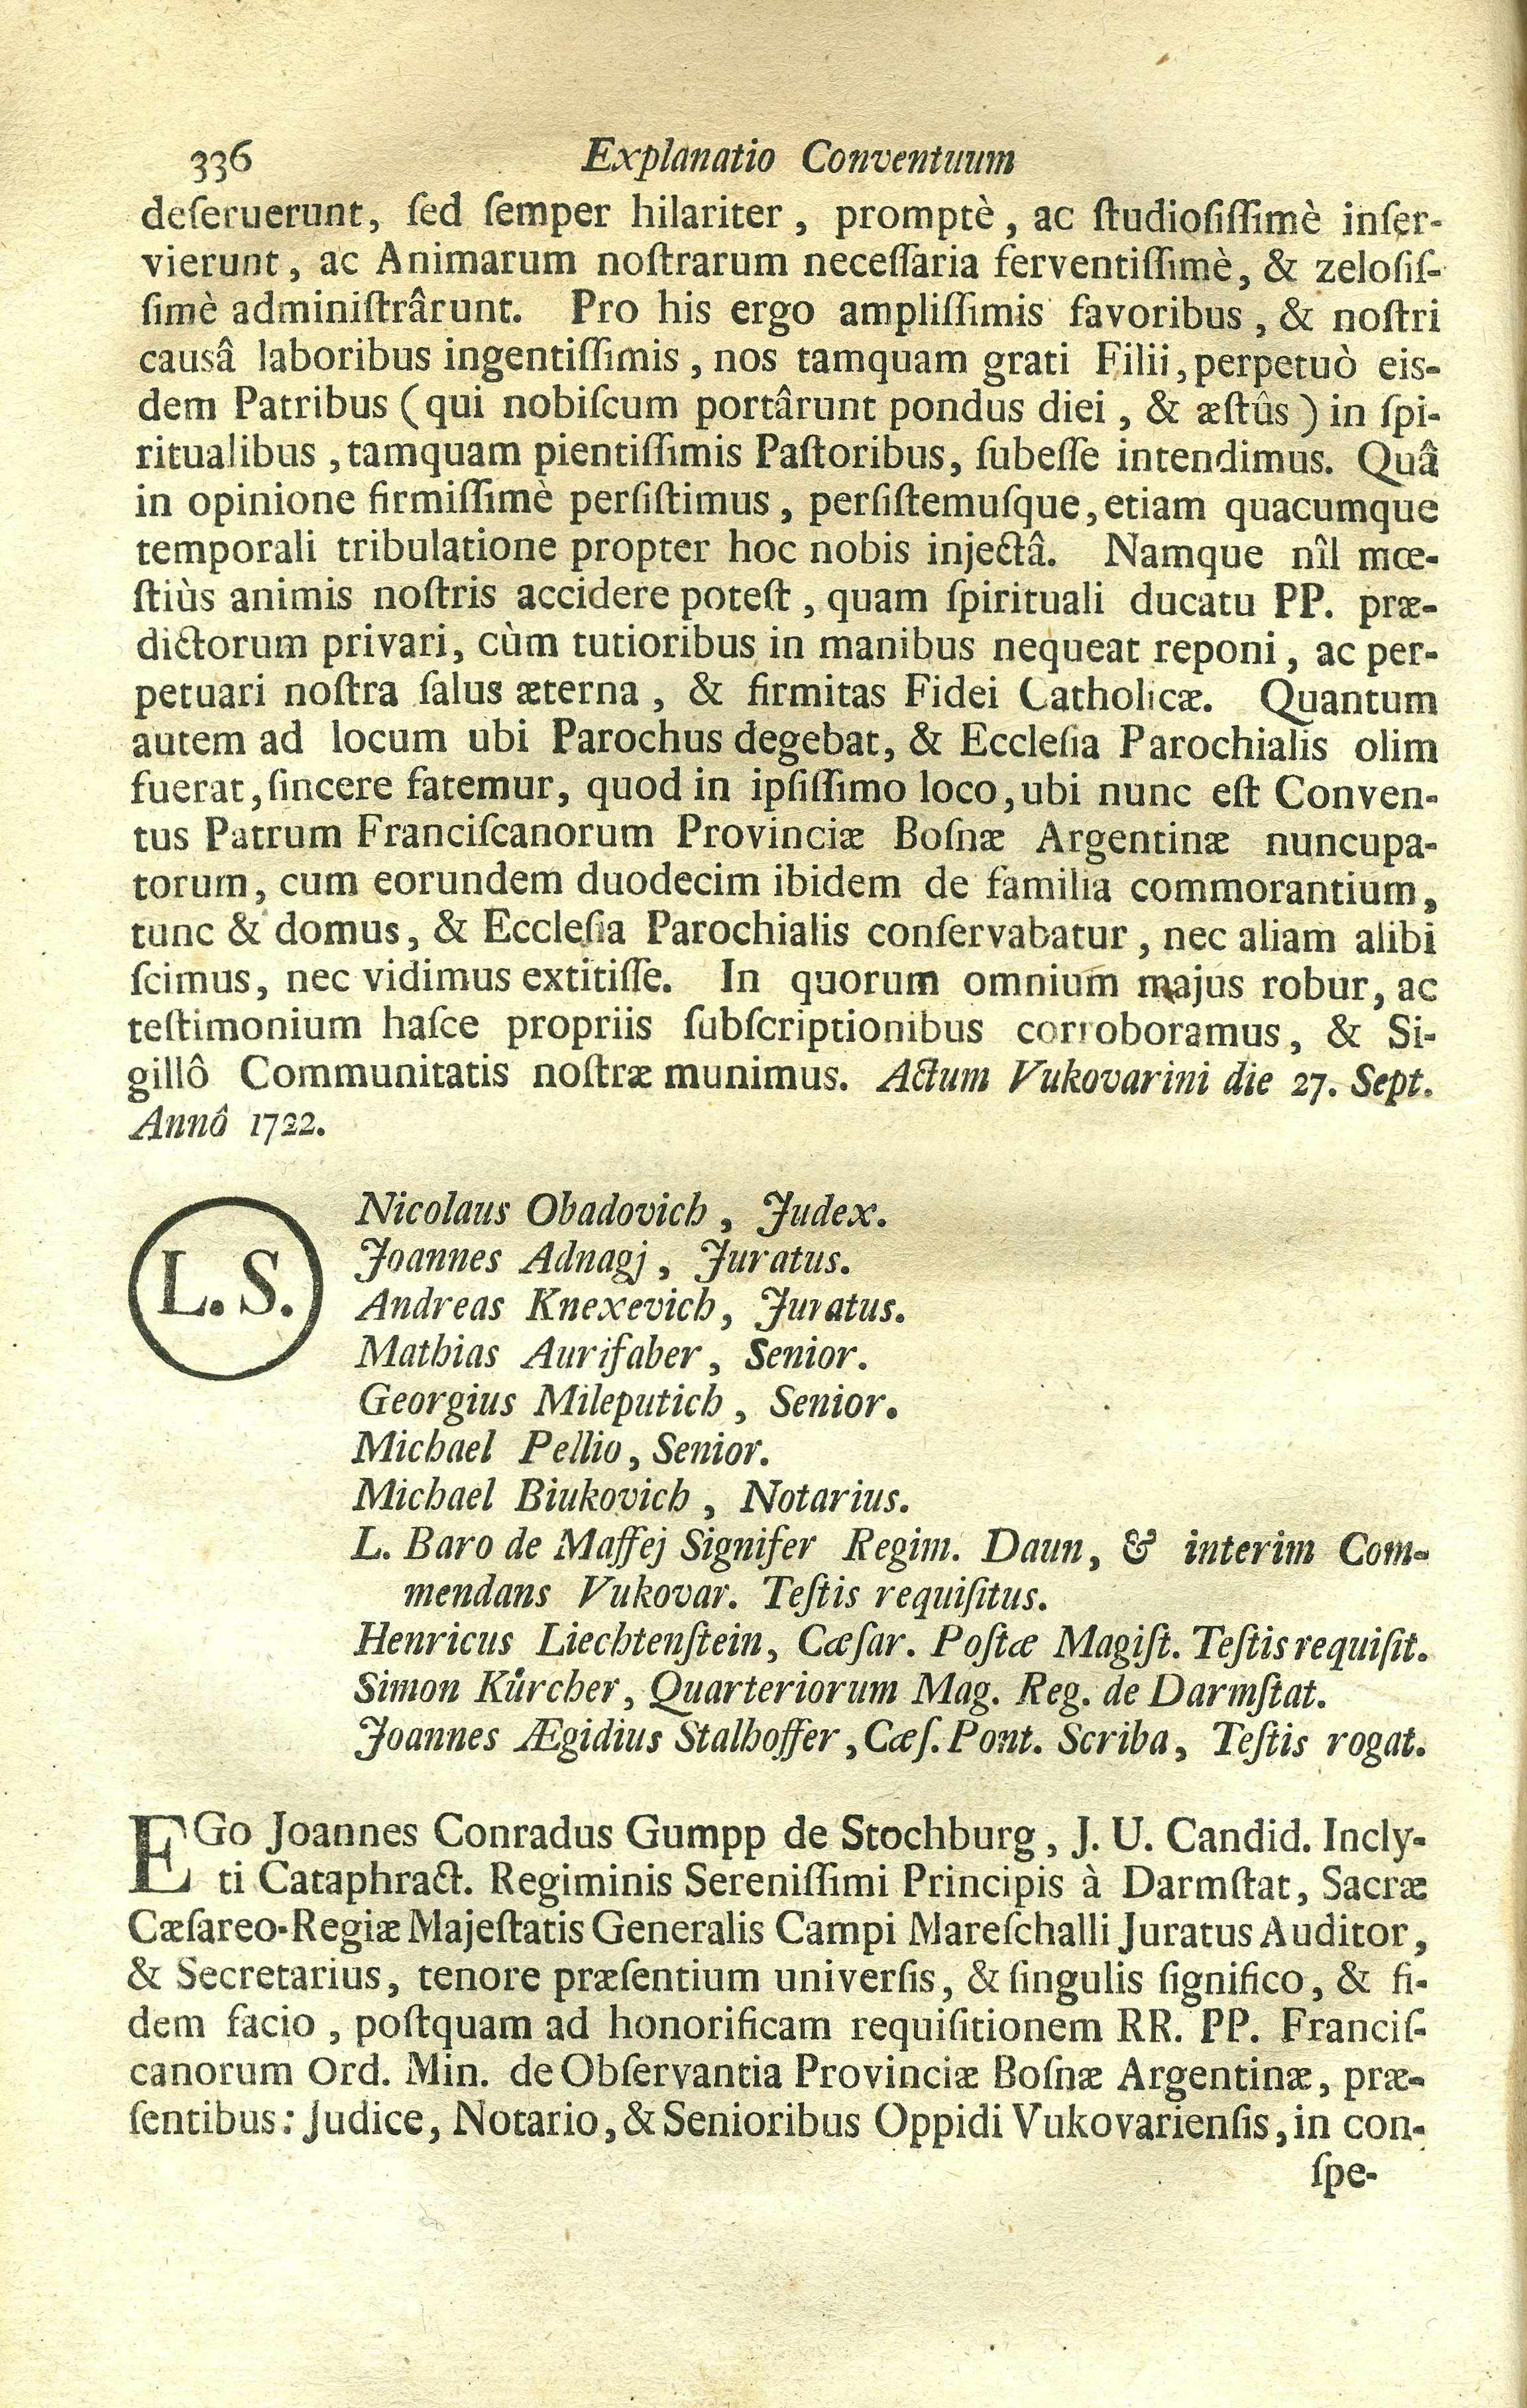 336 Explanatio Conventuum
deſeruerunt, ſed ſemper hilariter, promptè, ac ſtudioſiſſimè inſer-
vierunt, ac Animarum noſtrarum neceſſaria ferventiſſimè, & zeloſiſ-
ſimè adminiſtrârunt. Pro his ergo ampliſſimis favoribus, & noſtri
causâ laboribus ingentiſſimis, nos tamquam grati Filii, perpetuò eis-
dem Patribus (qui nobiſcum portârunt pondus diei, & æſtûs) in ſpi-
ritualibus, tamquam pientiſſimis Paſtoribus, ſubeſſe intendimus. Quâ
in opinione firmiſſimè perſiſtimus, perſiſtemuſque, etiam quacumque
temporali tribulatione propter hoc nobis injectâ. Namque nîl mœ-
ſtiùs animis noſtris accidere poteſt, quam ſpirituali ducatu PP. præ-
dictorum privari, cùm tutioribus in manibus nequeat reponi, ac per-
petuari noſtra ſalus æterna, & firmitas Fidei Catholicæ. Quantum
autem ad locum ubi Parochus degebat, & Eccleſia Parochialis olim
fuerat, ſincere fatemur, quod in ipſiſſimo loco, ubi nunc eſt Conven-
tus Patrum Franciſcanorum Provinciæ Boſnæ Argentinæ nuncupa-
torum, cum eorundem duodecim ibidem de familia commorantium,
tunc & domus, & Eccleſia Parochialis conſervabatur, nec aliam alibi
ſcimus, nec vidimus extitiſſe. In quorum omnium majus robur, ac
teſtimonium haſce propriis ſubſcriptionibus corroboramus, & Si-
gillô Communitatis noſtræ munimus. Actum Vukovarini die 27. Sept.
Annô 1722.
L. S.
Nicolaus Obadovich, Judex.
Joannes Adnagj, Juratus.
Andreas Knexevich, Juratus.
Mathias Aurifaber, Senior.
Georgius Mileputich, Senior.
Michael Pellio, Senior.
Michael Biukovich, Notarius.
L. Baro de Maffej Signifer Regim. Daun, & interim Com-
mendans Vukovar. Teſtis requiſitus.
Henricus Liechtenſtein, Cæſar. Poſtæ Magiſt. Teſtis requiſit.
Simon Kůrcher, Quarteriorum Mag. Reg. de Darmſtat.
Joannes Ægidius Stalhoffer, Cæſ. Pont. Scriba, Teſtis rogat.
EGo Joannes Conradus Gumpp de Stochburg, J. U. Candid. Incly-
ti Cataphract. Regiminis Sereniſſimi Principis à Darmſtat, Sacræ
Cæſareo-Regiæ Majeſtatis Generalis Campi Mareſchalli Juratus Auditor,
& Secretarius, tenore præſentium univerſis, & ſingulis ſignifico, & fi-
dem facio, poſtquam ad honorificam requiſitionem RR. PP. Franciſ-
canorum Ord. Min. de Obſervantia Provinciæ Boſnæ Argentinæ, præ-
ſentibus: Judice, Notario, & Senioribus Oppidi Vukovarienſis, in con-
ſpe-